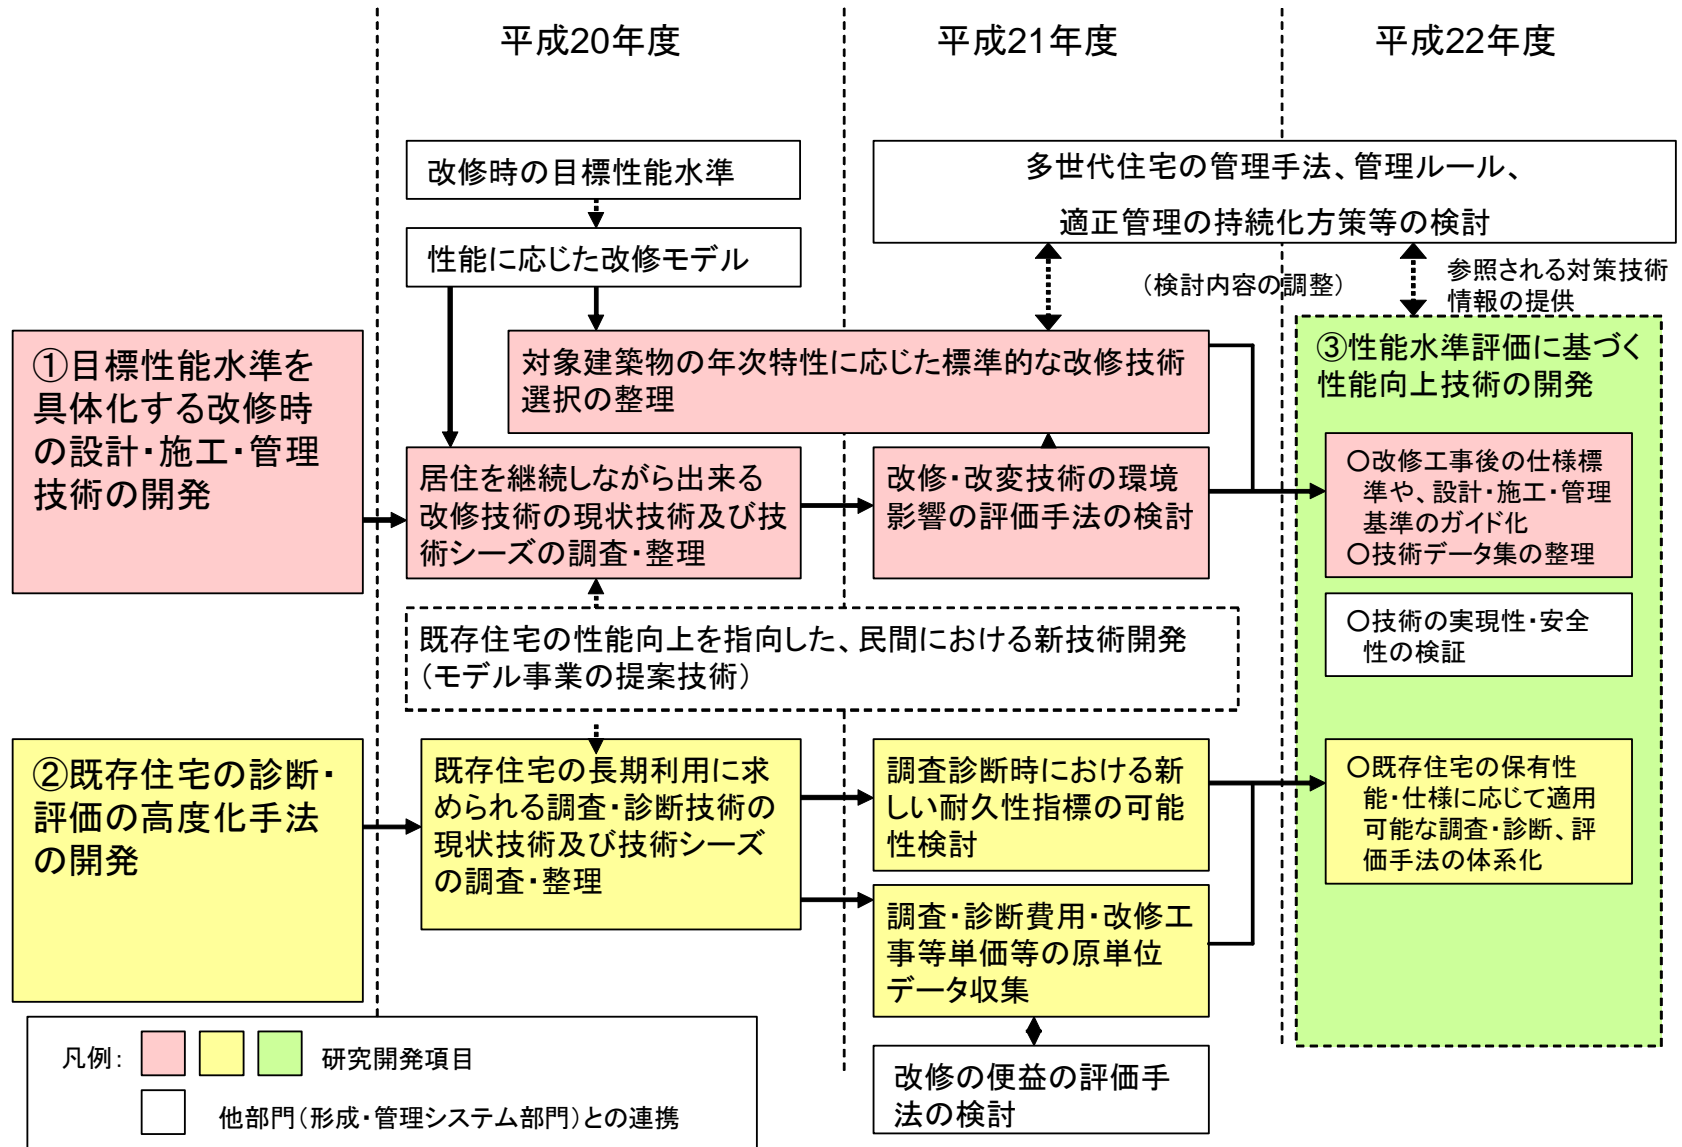 平成20年度
平成21年度
平成22年度
改修時の目標性能水準
性能に応じた改修モデル
多世代住宅の管理手法、管理ルール、
適正管理の持続化方策等の検討
（検討内容の調整）
参照される対策技術
情報の提供
①目標性能水準を
具体化する改修時
の設計・施工・管理
技術の開発
対象建築物の年次特性に応じた標準的な改修技術
選択の整理
居住を継続しながら出来る
改修技術の現状技術及び技
術シーズの調査・整理
改修・改変技術の環境
影響の評価手法の検討
③性能水準評価に基づく
性能向上技術の開発
○改修工事後の仕様標
準や、設計・施工・管理
基準のガイド化
○技術データ集の整理
○技術の実現性・安全
性の検証
既存住宅の性能向上を指向した、民間における新技術開発
（モデル事業の提案技術）
②既存住宅の診断・
評価の高度化手法
の開発
既存住宅の長期利用に求
められる調査・診断技術の
現状技術及び技術シーズ
の調査・整理
調査診断時における新
しい耐久性指標の可能
性検討
調査・診断費用・改修工
事等単価等の原単位
データ収集
○既存住宅の保有性
能・仕様に応じて適用
可能な調査・診断、評
価手法の体系化
改修の便益の評価手
法の検討
凡例：
研究開発項目
他部門（形成・管理システム部門）との連携